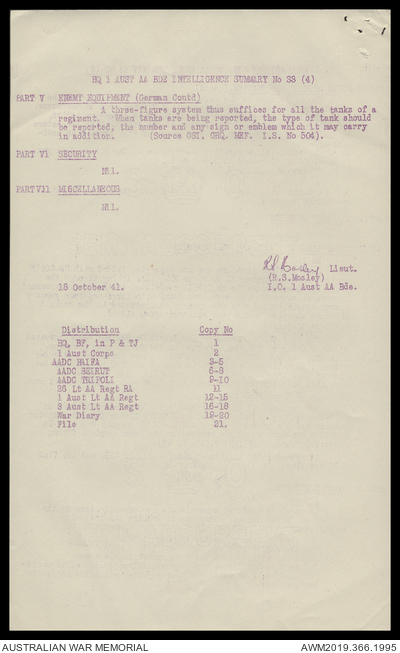 HQ 1 AUST AA BDE INTELLIGENCE SUMMARY No 33 (4)
PART V ENEMY EQUIPMENT (German Contd)
A three-figure system thus suffices for all the tanks of a
regiment. When tanks are being reported, the type of tank should
be reported, the number and any sign or emblem which it may carry
in addition. (Source GSI. GHQ. MEF. I.S. No 504).
PART V1 SECURITY
Nil.
PARTV11 MISCELLANEOUS
Nil.
Lieut.
(R.S.Mosley)
18 October 41. I.O. 1 Aust AA Bde.
Distribution Copy No
HQ, BF, in P & TJ 1
1 Aust Corps 2
AADC HAIFA 3-5
AADC BEIRUT 6-8
AADC TRIPOLI 9-10
26 Lt AA Regt RA 11
1 Aust Lt AA Regt 12-15
3 Aust Lt AA Regt 16-18
War Diary 19-20
File 21.
AUSTRALIAN WAR MEMORIAL AWM2019.366.1995